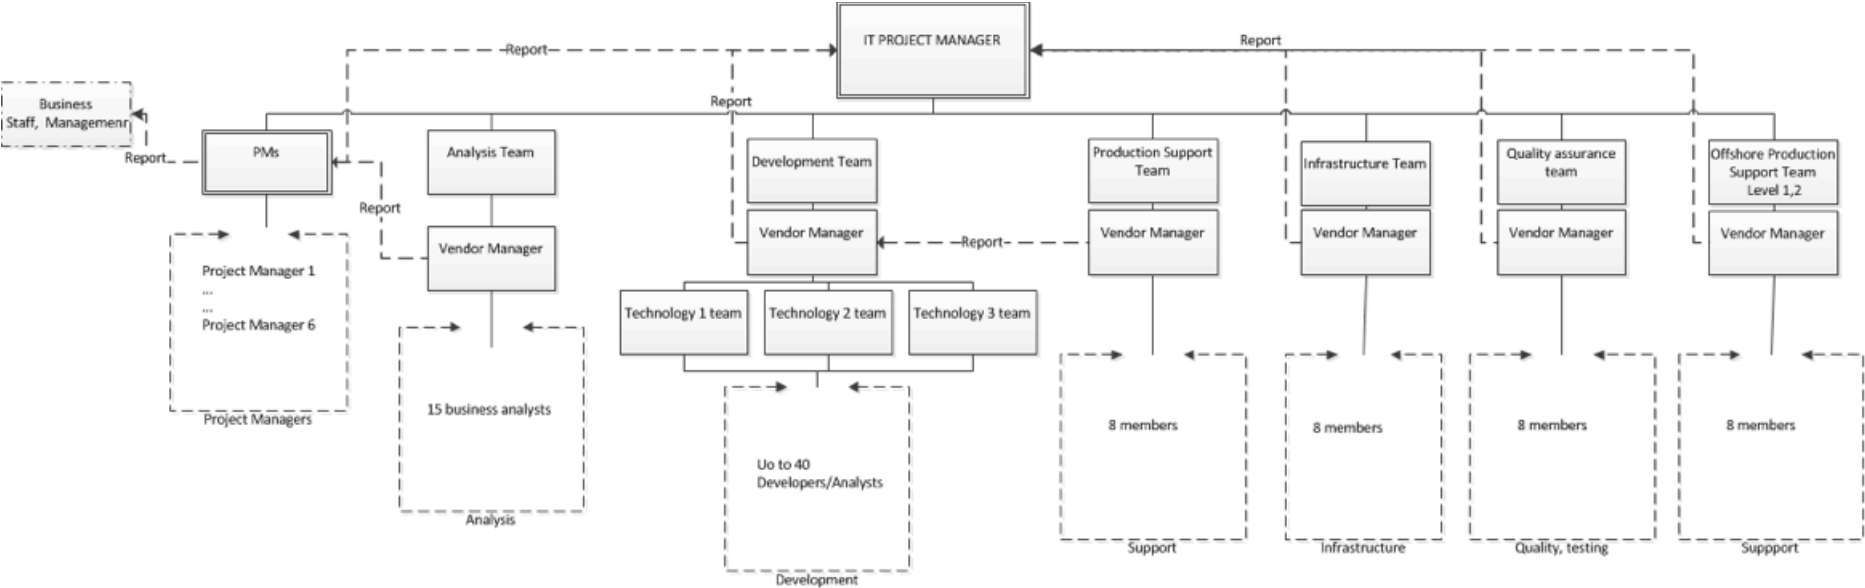 IT PROJECT MANAGER
Report
Report
Report
Business
Staff, Managemenr
Report
PMs
Analysis Team
Development Team
Production Support
Team
Infrastructure Team
Quality assurance
team
Offshore Production
Support Team
Level 1,2
Report
Vendor Manager
Vendor Manager
Report
Vendor Manager
Vendor Manager
Vendor Manager
Vendor Manager
Project Manager 1
...
...
Project Manager 6
Project Managers
Technology 1 team
Technology 2 team
Technology 3 team
15 business analysts
Analysis
Uo to 40
Developers/Analysts
Development
8 members
Support
8 members
Infrastructure
8 members
Quality, testing
8 members
Suppport